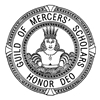 GUILD OF MERCERS' SCHOLARS
HONOR DEO